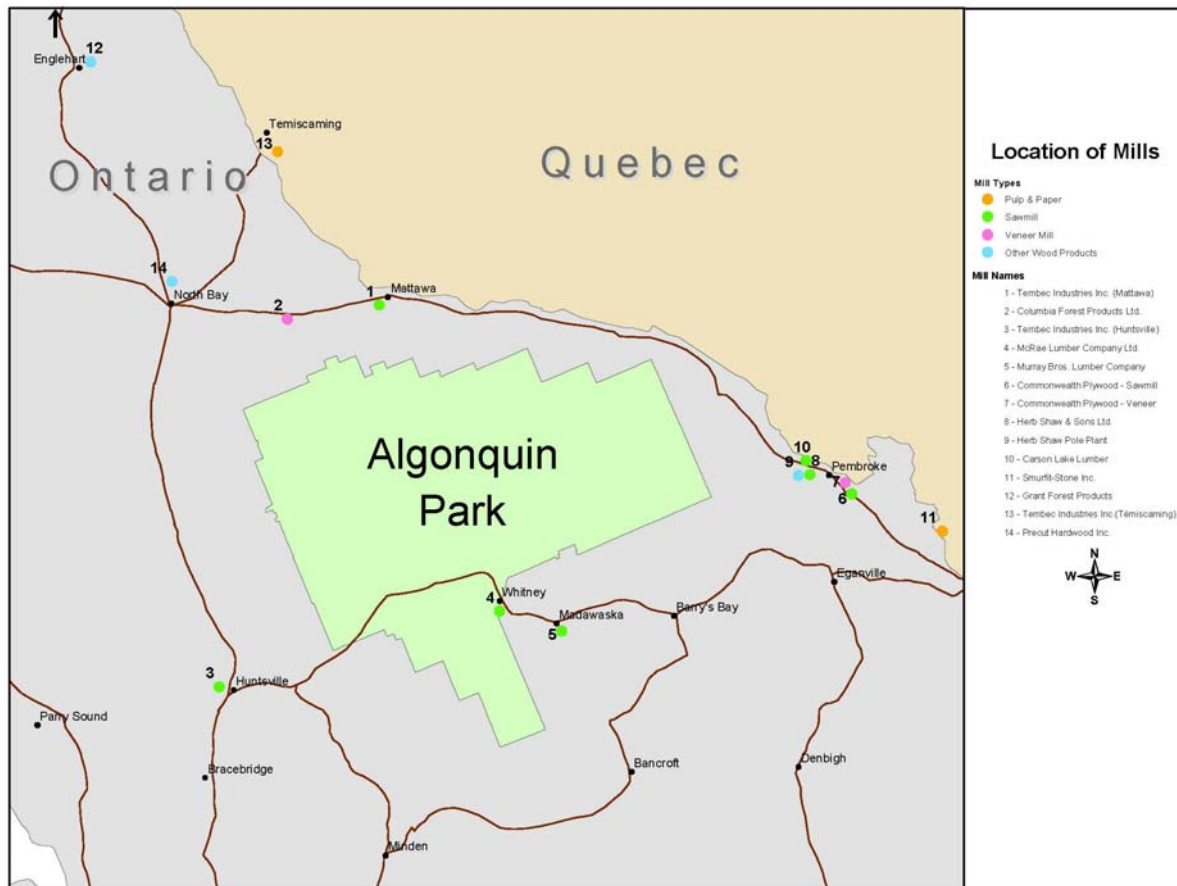 12
Englehart
Temiscaming
13
Ontario
Quebec
14
North Bay
2
1
Mattawa
Algonquin
Park
10
9
8
Pembroke
7
6
11
4
Whitney
5
Madawaska
Barry's Bay
Eganville
3
Huntsville
Parry Sound
Bracebridge
Bancroft
Denbigh
Minden
Location of Mills
Mill Types
Pulp & Paper
Sawmill
Veneer Mill
Other Wood Products
Mill Names
1 - Tembec Industries Inc. (Mattawa)
2 - Columbia Forest Products Ltd.
3 - Tembec Industries Inc. (Huntsville)
4 - McRae Lumber Company Ltd.
5 - Murray Bros. Lumber Company
6 - Commonwealth Plywood - Sawmill
7 - Commonwealth Plywood - Veneer
8 - Herb Shaw & Sons Ltd.
9 - Herb Shaw Pole Plant
10 - Carson Lake Lumber
11 - Smurfit-Stone Inc.
12 - Grant Forest Products
13 - Tembec Industries Inc.(Témiscaming)
14 - Precut Hardwood Inc.
N
W E
S